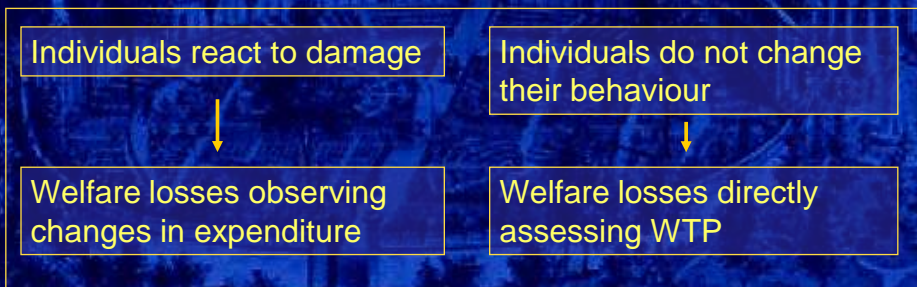 Individuals react to damage
Individuals do not change
their behaviour
Welfare losses observing
changes in expenditure
Welfare losses directly
assessing WTP